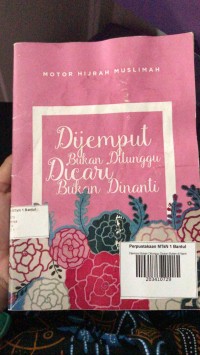 MOTOR HIJRAH MUSLIMAH
Dijemput
Bukan Ditunggu
Dicari
Bukan Dinanti
Perpustakaan MTsN 1 Bantul